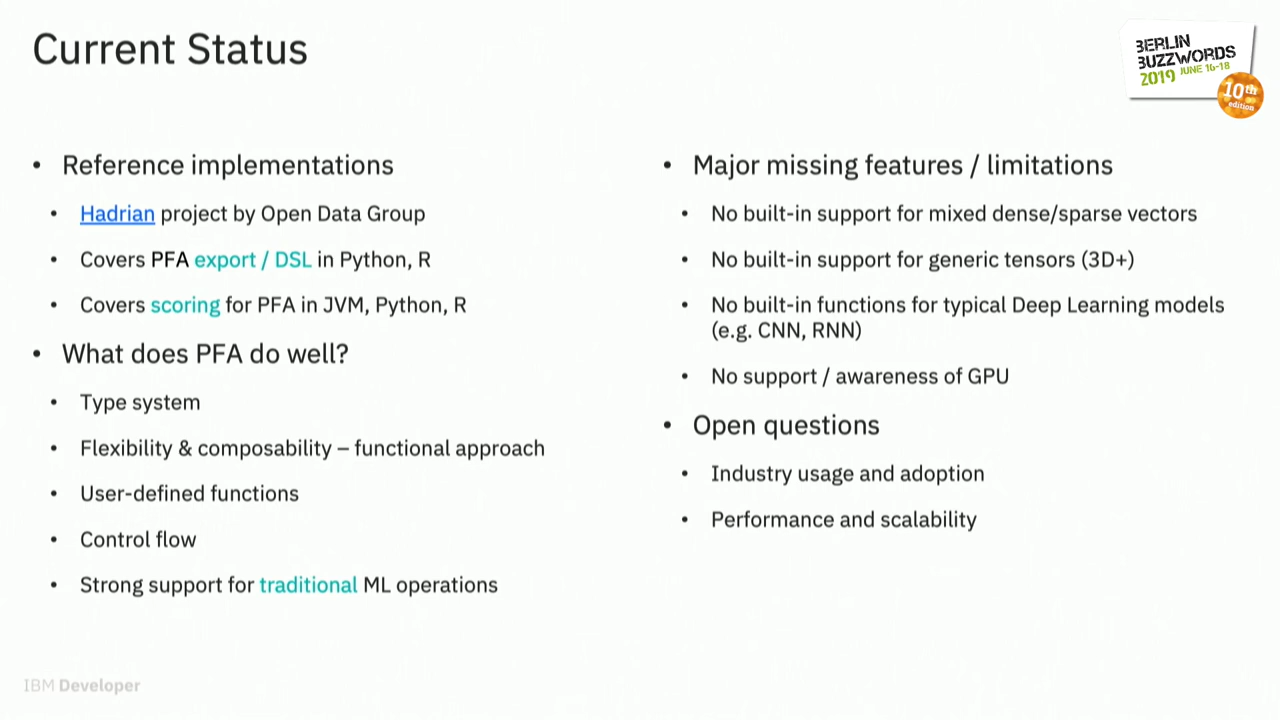 Current Status
BERLIN
BUZZWORDS
2019 JUNE 16-18
10th
edition
• Reference implementations
• Hadrian project by Open Data Group
• Covers PFA export / DSL in Python, R
• Covers scoring for PFA in JVM, Python, R
• What does PFA do well?
• Type system
• Flexibility & composability – functional approach
• User-defined functions
• Control flow
• Strong support for traditional ML operations
• Major missing features / limitations
• No built-in support for mixed dense/sparse vectors
• No built-in support for generic tensors (3D+)
• No built-in functions for typical Deep Learning models
(e.g. CNN, RNN)
• No support / awareness of GPU
• Open questions
• Industry usage and adoption
• Performance and scalability
IBM Developer